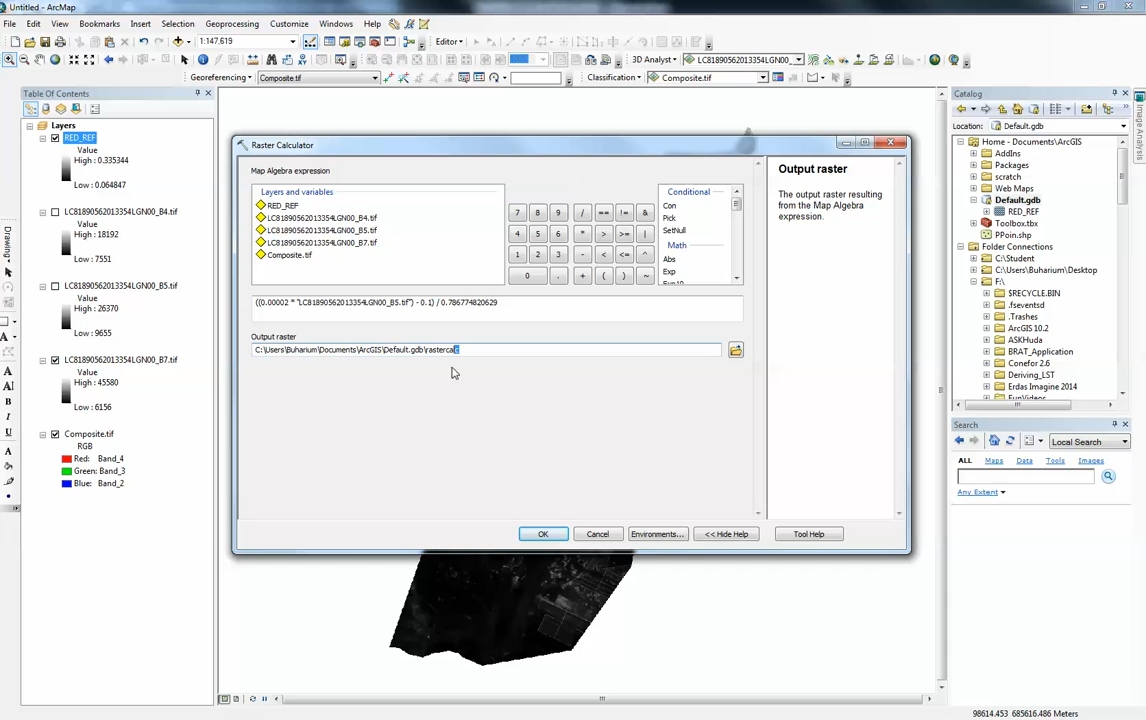 Untitled - ArcMap
File Edit View Bookmarks Insert Selection Geoprocessing Customize Windows Help
1:147.619
Editor
3D Analyst
LC81890562013354LGN00_
Georeferencing
Composite.tif
Classification
Composite.tif
Table Of Contents
Layers
RED_REF
Value
High : 0.335344
Low : 0.064847
LC81890562013354LGN00_B4.tif
Value
High : 18192
Low : 7551
LC81890562013354LGN00_B5.tif
Value
High : 26370
Low : 9655
LC81890562013354LGN00_B7.tif
Value
High : 45580
Low : 6156
Composite.tif
RGB
Red: Band_4
Green: Band_3
Blue: Band_2
Drawing
Raster Calculator
Map Algebra expression
Layers and variables
RED_REF
LC81890562013354LGN00_B4.tif
LC81890562013354LGN00_B5.tif
LC81890562013354LGN00_B7.tif
Composite.tif
7 8 9 / == != &
4 5 6 * > >= |
1 2 3 - < <= ^
0 . + ( ) ~
Conditional
Con
Pick
SetNull
Math
Abs
Exp
Exp10
((0.00002 * "LC81890562013354LGN00_B5.tif") - 0.1) / 0.786774820629
Output raster
C:\Users\Buharium\Documents\ArcGIS\Default.gdb\rastercac
OK
Cancel
Environments...
<< Hide Help
Tool Help
Output raster
The output raster resulting
from the Map Algebra
expression.
Catalog
Location: Default.gdb
Home - Documents\ArcGIS
AddIns
Projects
scratch
Web Maps
Default.gdb
RED_REF
Toolbox.tbx
PPoin.shp
Folder Connections
C:\Student
C:\Users\Buharium\Desktop
F:\
$RECYCLE.BIN
.fseventsd
.Trashes
ArcGIS 10.2
ASKHuda
BRAT_Application
Conefor 2.6
Deriving_LST
Erdas Imagine 2014
Image Analysis
Search
Local Search
ALL Maps Data Tools Images
Any Extent
98614.453 685616.486 Meters